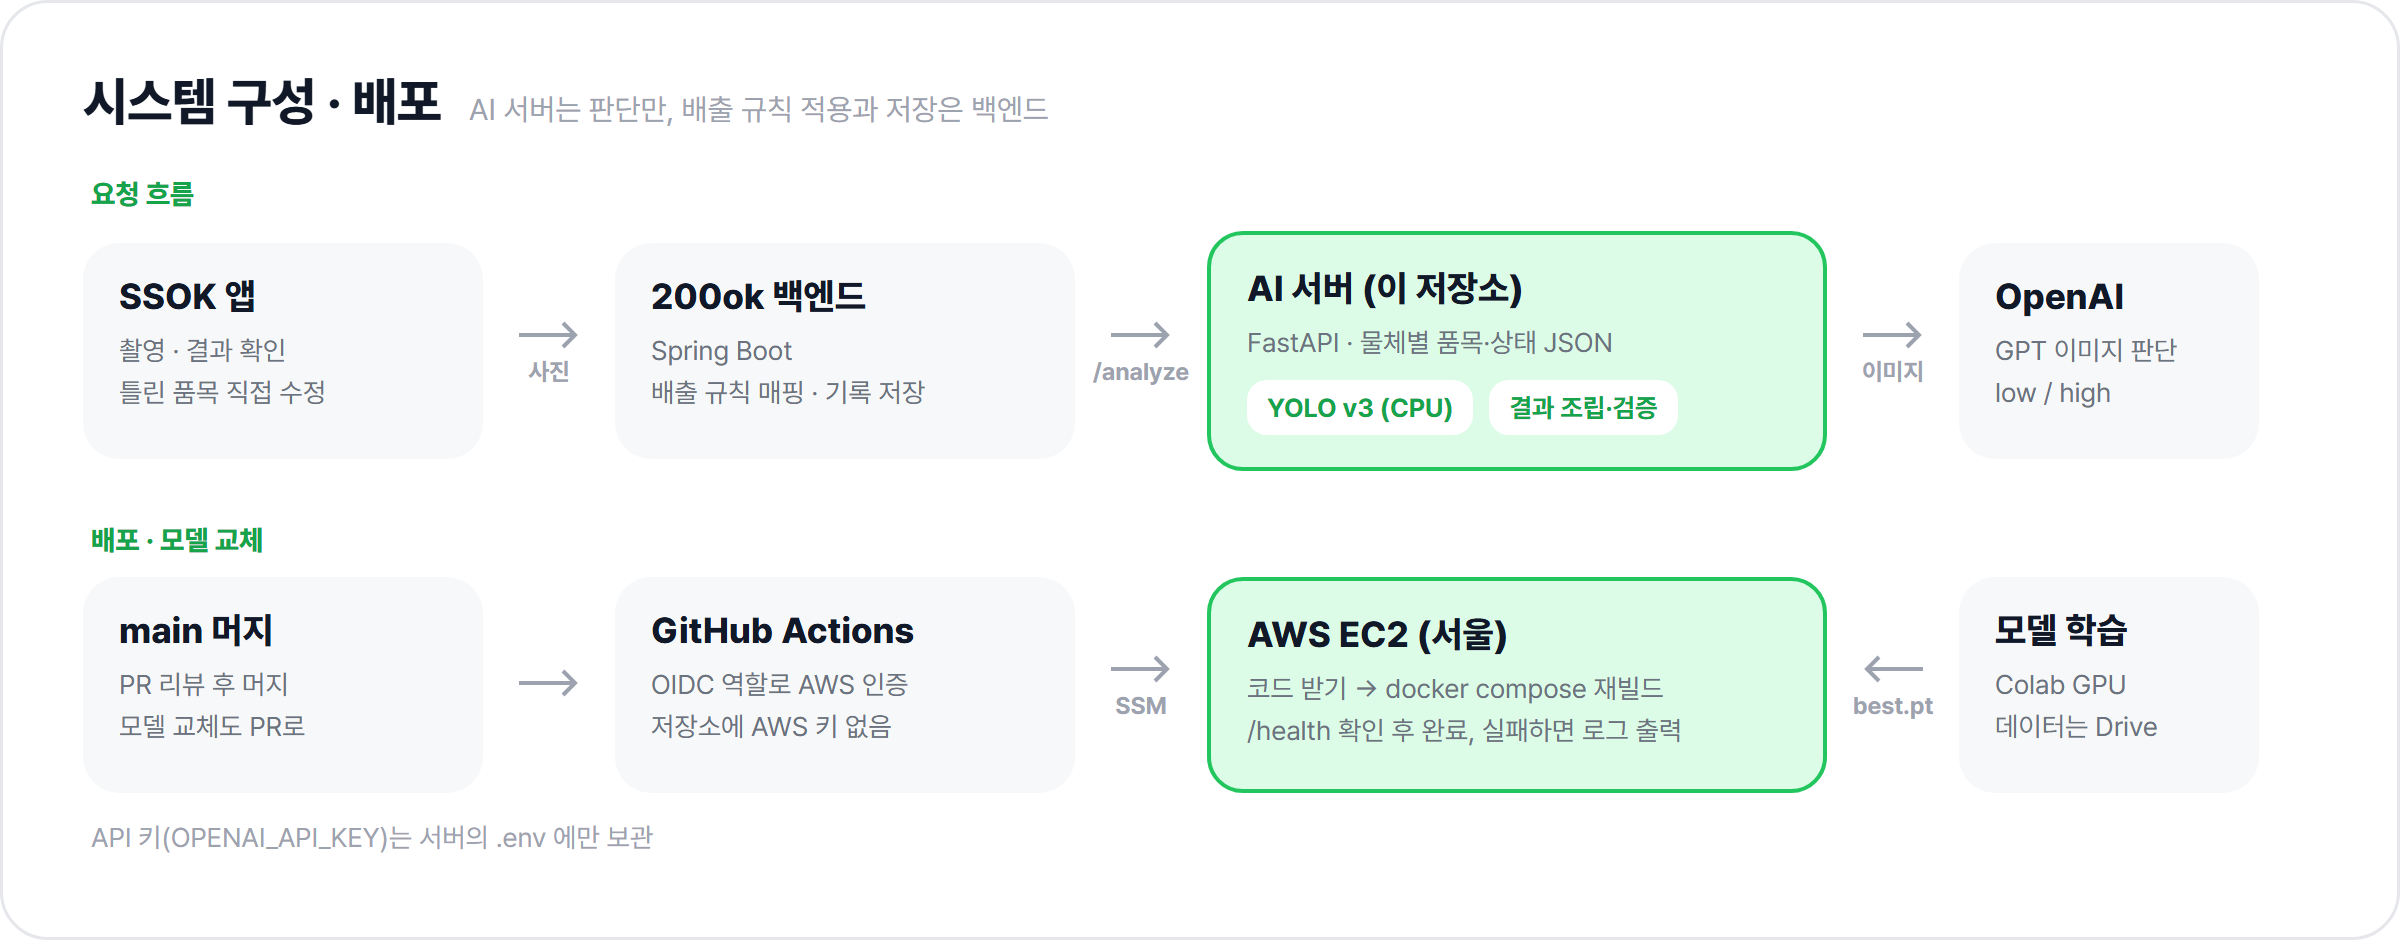 시스템 구성 · 배포 AI 서버는 판단만, 배출 규칙 적용과 저장은 백엔드
요청 흐름
SSOK 앱
촬영 · 결과 확인
틀린 품목 직접 수정
사진
200ok 백엔드
Spring Boot
배출 규칙 매핑 · 기록 저장
/analyze
AI 서버 (이 저장소)
FastAPI · 물체별 품목·상태 JSON
YOLO v3 (CPU) 결과 조립·검증
이미지
OpenAI
GPT 이미지 판단
low / high
배포 · 모델 교체
main 머지
PR 리뷰 후 머지
모델 교체도 PR로
GitHub Actions
OIDC 역할로 AWS 인증
저장소에 AWS 키 없음
SSM
AWS EC2 (서울)
코드 받기 → docker compose 재빌드
/health 확인 후 완료, 실패하면 로그 출력
best.pt
모델 학습
Colab GPU
데이터는 Drive
API 키(OPENAI_API_KEY)는 서버의 .env 에만 보관